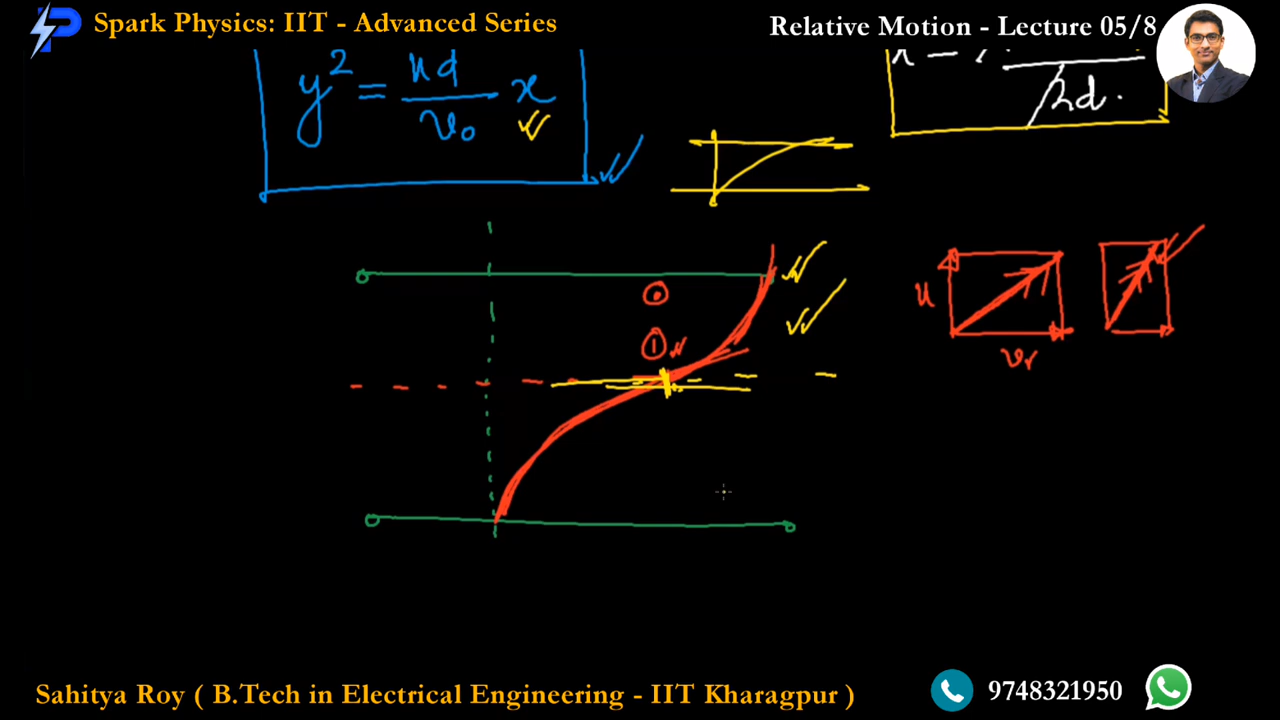 Spark Physics: IIT - Advanced Series
Relative Motion - Lecture 05/8
y² = ud/v₀ x
2d.
u
vᵣ
①
Sahitya Roy ( B.Tech in Electrical Engineering - IIT Kharagpur )
9748321950